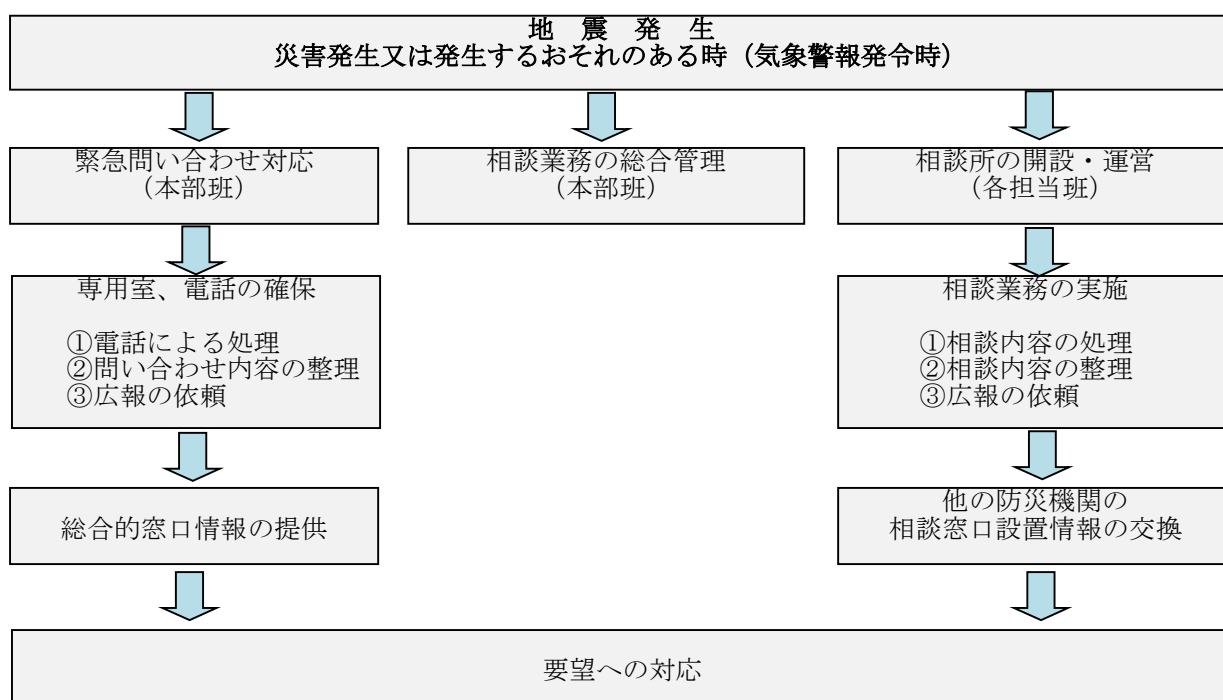 地　震　発　生
災害発生又は発生するおそれのある時（気象警報発令時）
緊急問い合わせ対応
（本部班）
相談業務の総合管理
（本部班）
相談所の開設・運営
（各担当班）
専用室、電話の確保
①電話による処理
②問い合わせ内容の整理
③広報の依頼
相談業務の実施
①相談内容の処理
②相談内容の整理
③広報の依頼
総合的窓口情報の提供
他の防災機関の
相談窓口設置情報の交換
要望への対応